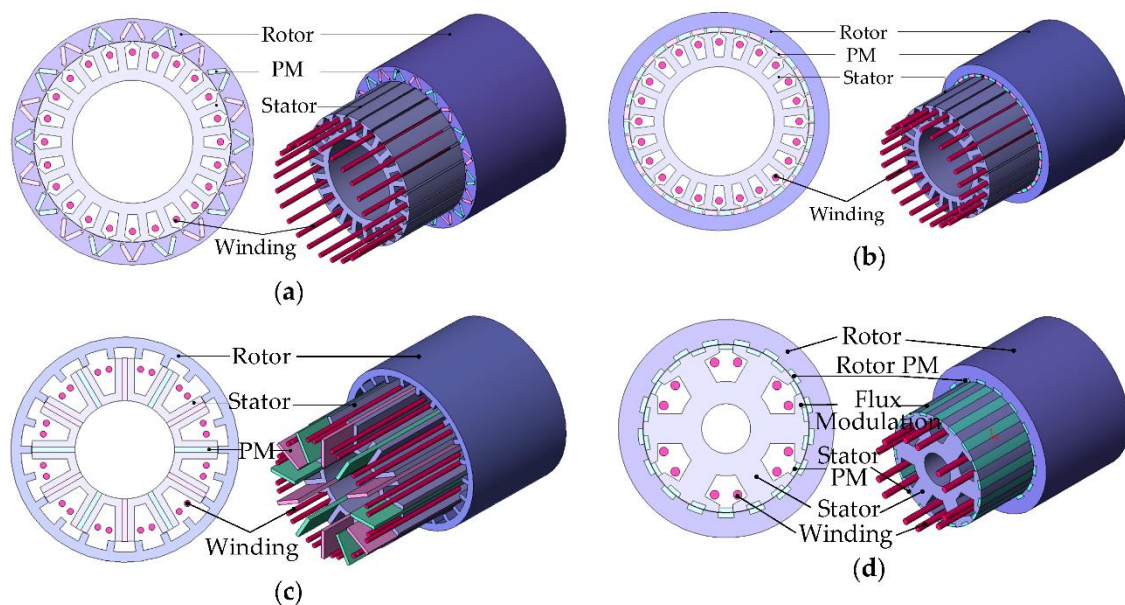 Rotor
PM
Stator
Winding
(a)
Rotor
PM
Stator
Winding
(b)
Rotor
Stator
PM
Winding
(c)
Rotor
Rotor PM
Flux
Modulation
Stator
PM
Stator
Winding
(d)